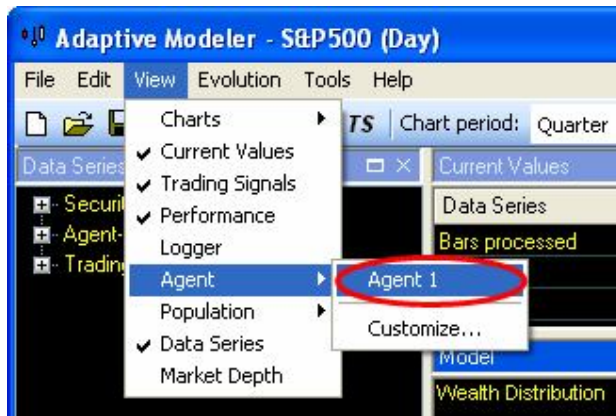 Adaptive Modeler - S&P500 (Day)
File Edit View Evolution Tools Help
TS Chart period: Quarter
Data Series
Current Values
Charts
Current Values
Trading Signals
Performance
Logger
Agent
Population
Data Series
Market Depth
Agent 1
Customize...
Data Series
Bars processed
Model
Wealth Distribution